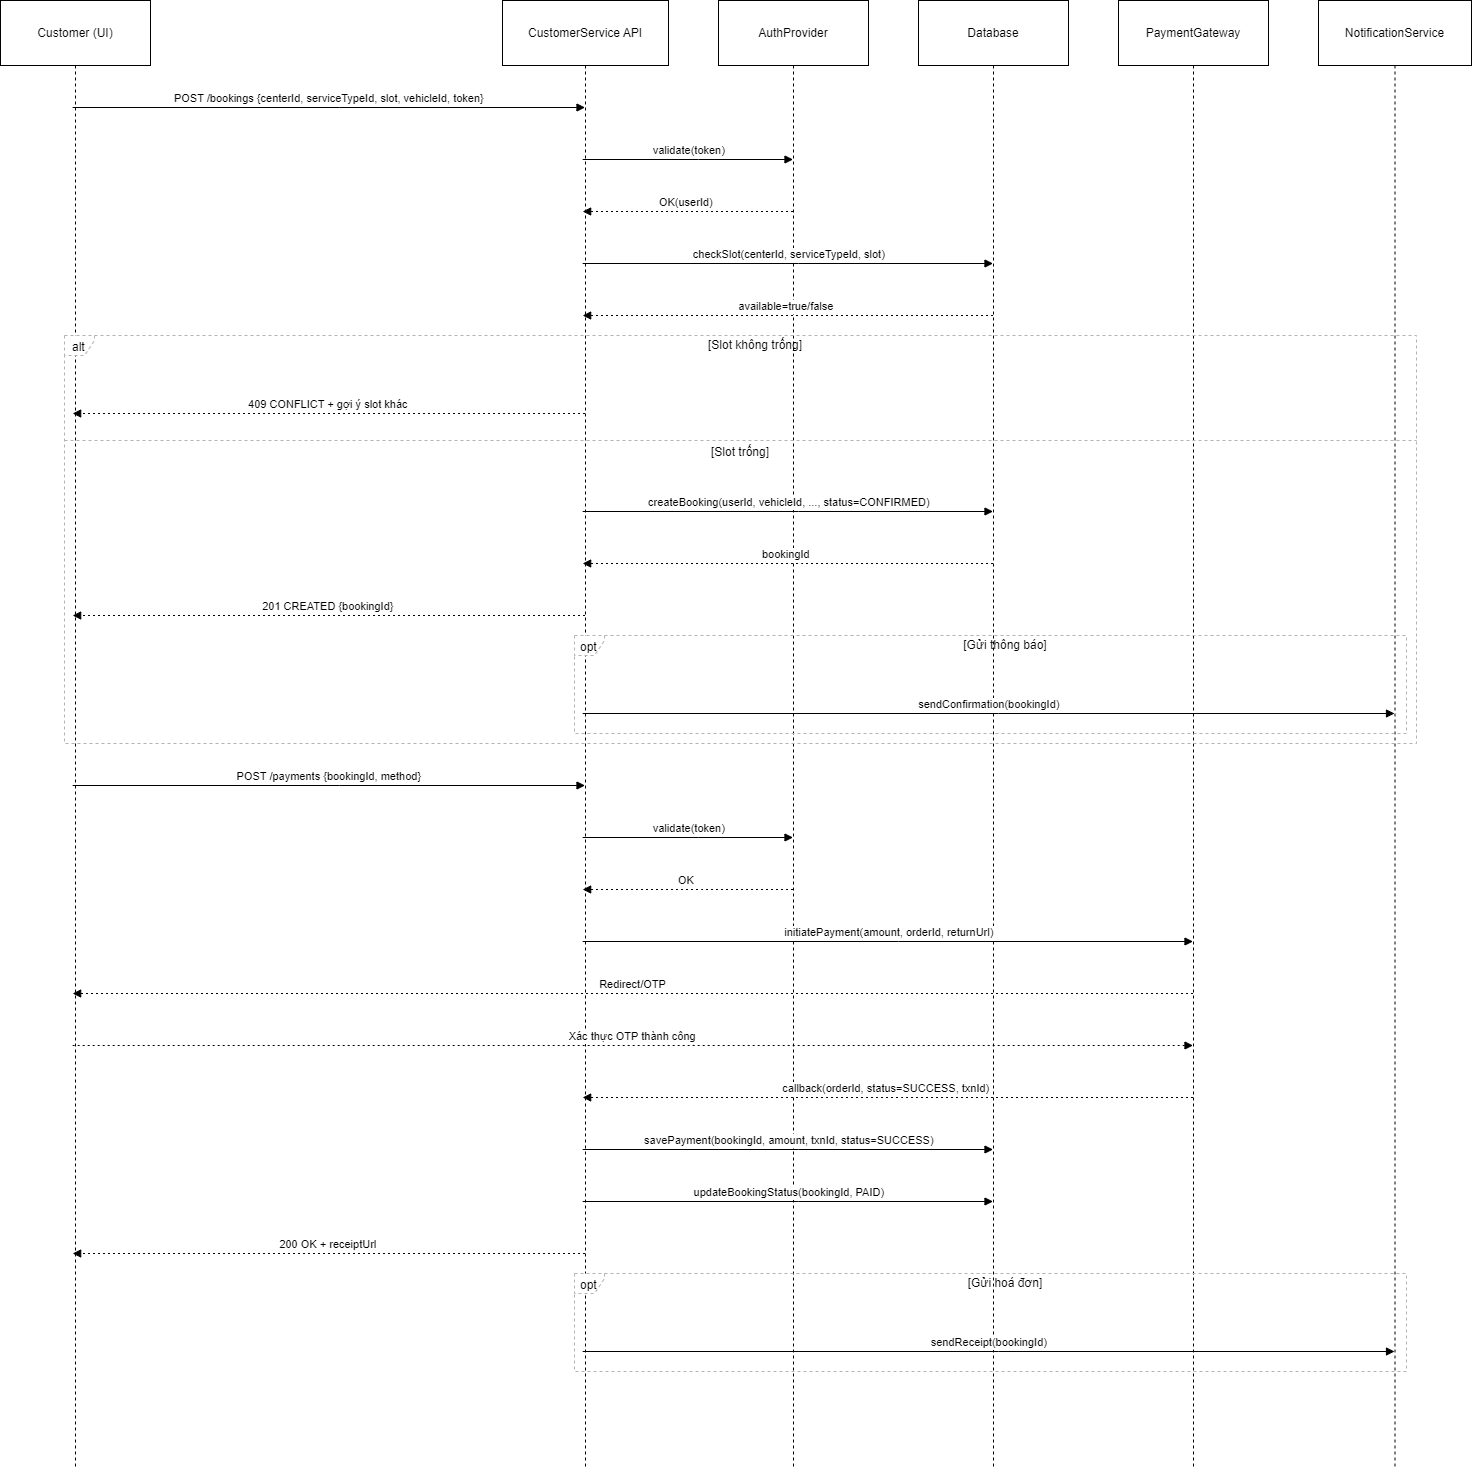 Customer (UI)
CustomerService API
AuthProvider
Database
PaymentGateway
NotificationService
POST /bookings {centerId, serviceTypeId, slot, vehicleId, token}
validate(token)
OK(userId)
checkSlot(centerId, serviceTypeId, slot)
available=true/false
alt
[Slot không trống]
409 CONFLICT + gợi ý slot khác
[Slot trống]
createBooking(userId, vehicleId, ..., status=CONFIRMED)
bookingId
201 CREATED {bookingId}
opt
[Gửi thông báo]
sendConfirmation(bookingId)
POST /payments {bookingId, method}
validate(token)
OK
initiatePayment(amount, orderId, returnUrl)
Redirect/OTP
Xác thực OTP thành công
callback(orderId, status=SUCCESS, txnId)
savePayment(bookingId, amount, txnId, status=SUCCESS)
updateBookingStatus(bookingId, PAID)
200 OK + receiptUrl
opt
[Gửi hoá đơn]
sendReceipt(bookingId)